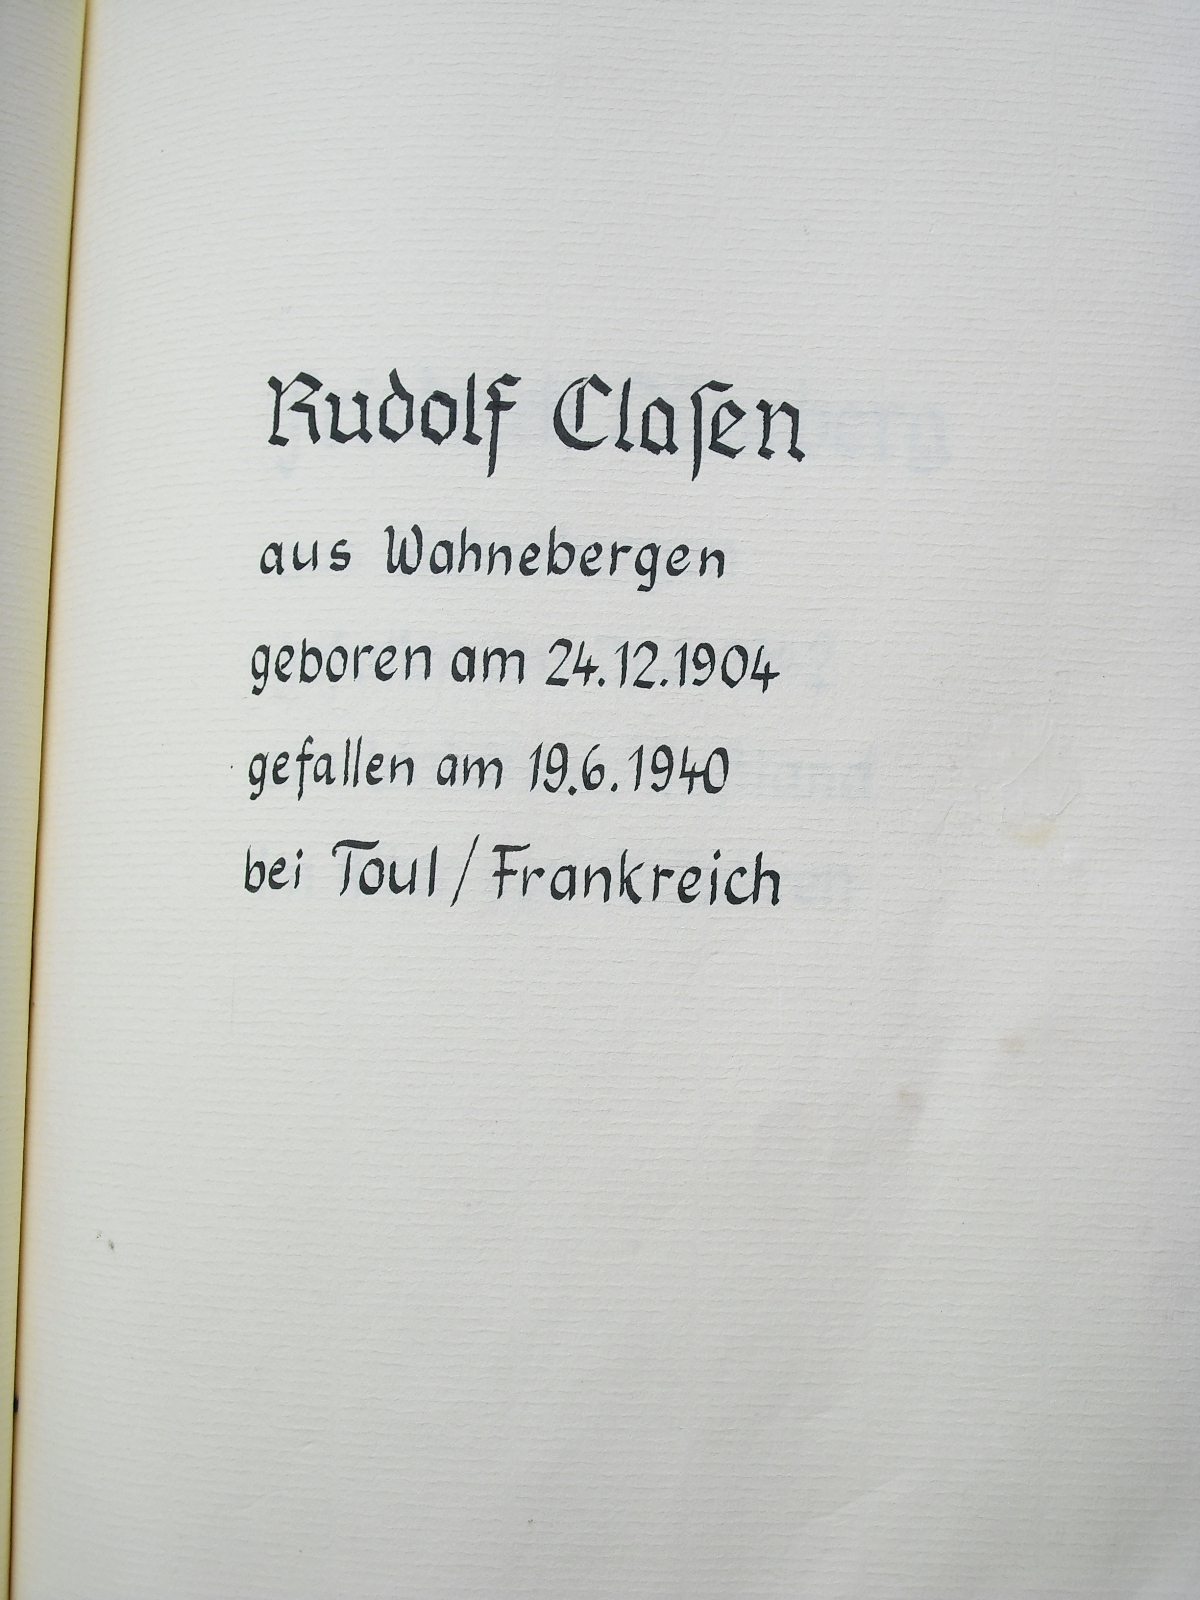 Rudolf Claſen
aus Wahnebergen
geboren am 24.12.1904
gefallen am 19.6.1940
bei Toul/Frankreich